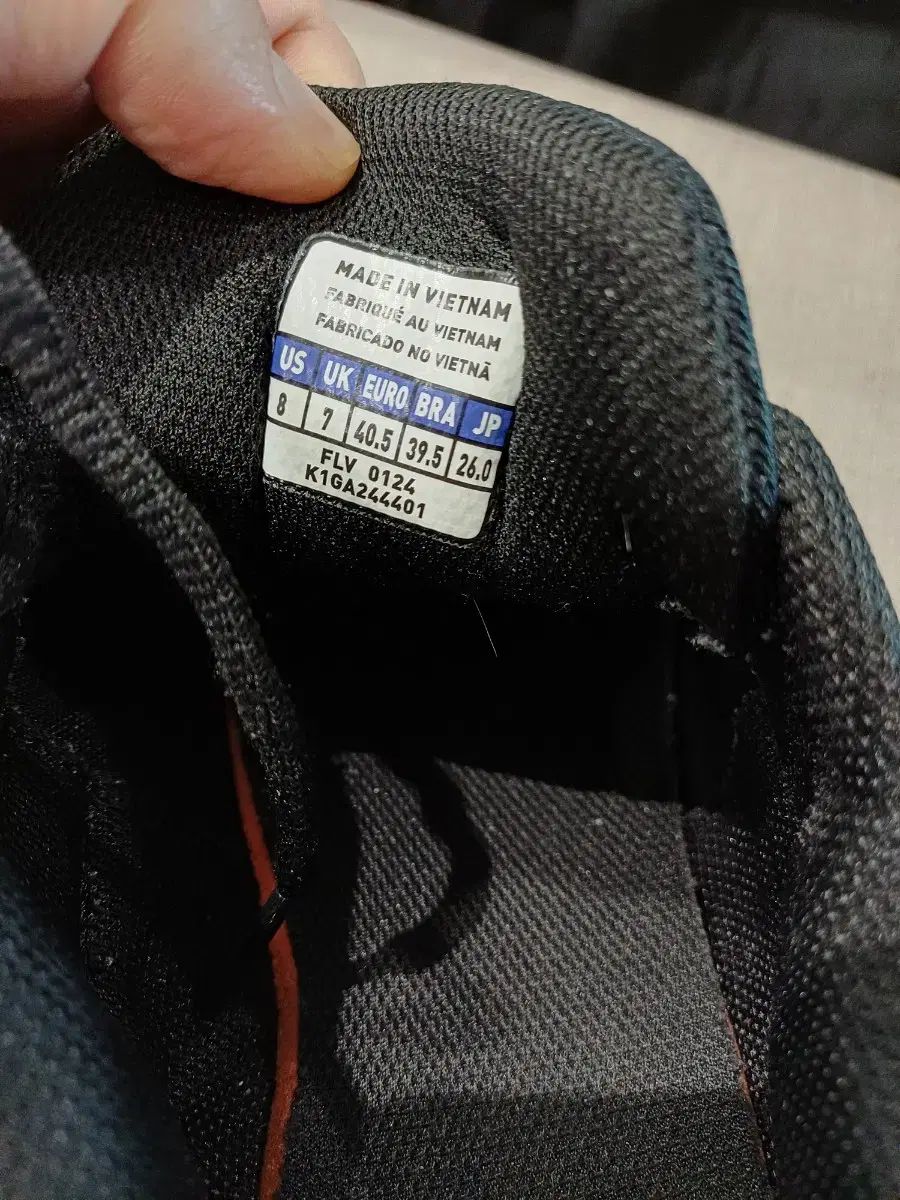 MADE IN VIETNAM
FABRIQUÉ AU VIETNAM
FABRICADO NO VIETNÃ
US UK EURO BRA JP
8 7 40.5 39.5 26.0
FLV 0124
K1GA244401